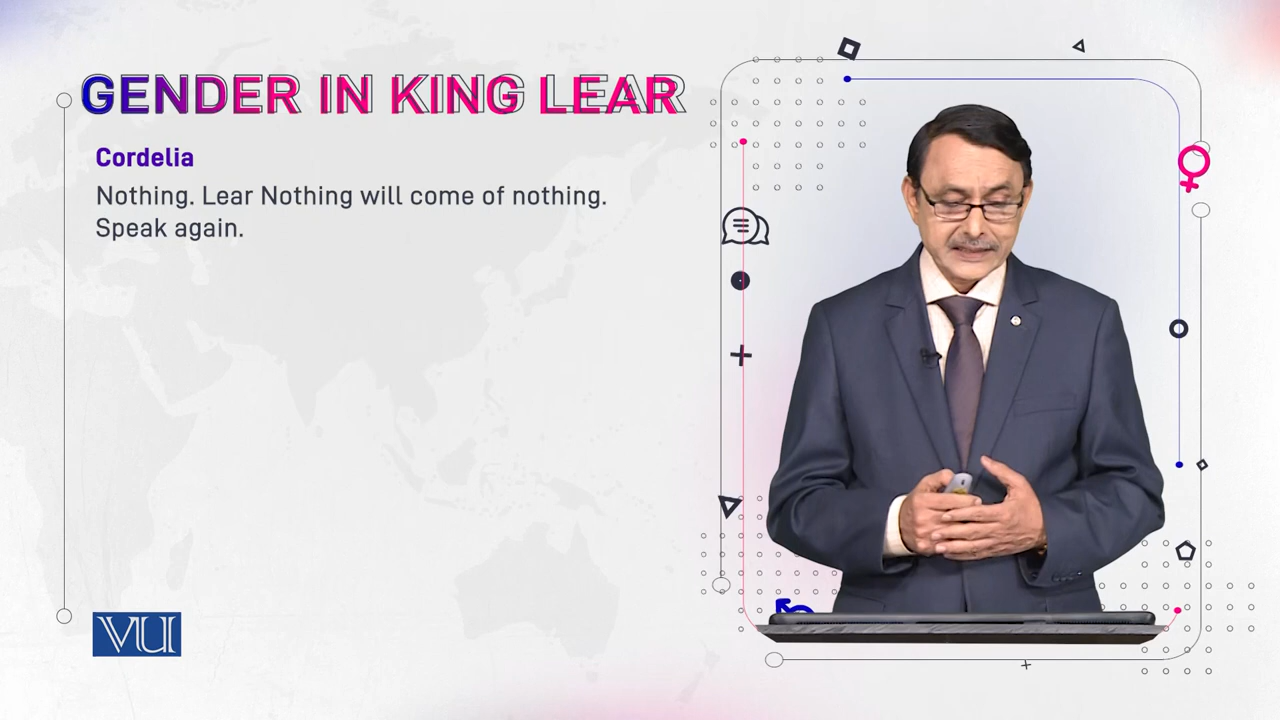 GENDER IN KING LEAR
Cordelia
Nothing. Lear Nothing will come of nothing.
Speak again.
VU